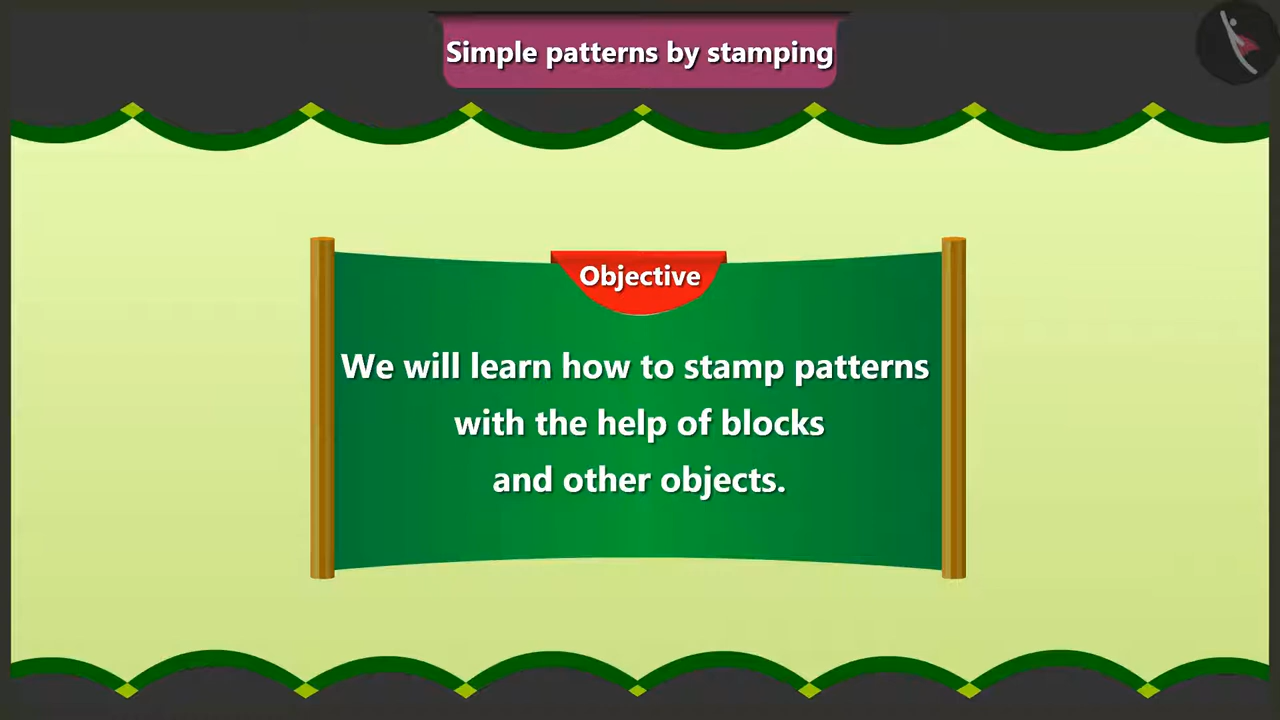 Simple patterns by stamping
Objective
We will learn how to stamp patterns
with the help of blocks
and other objects.